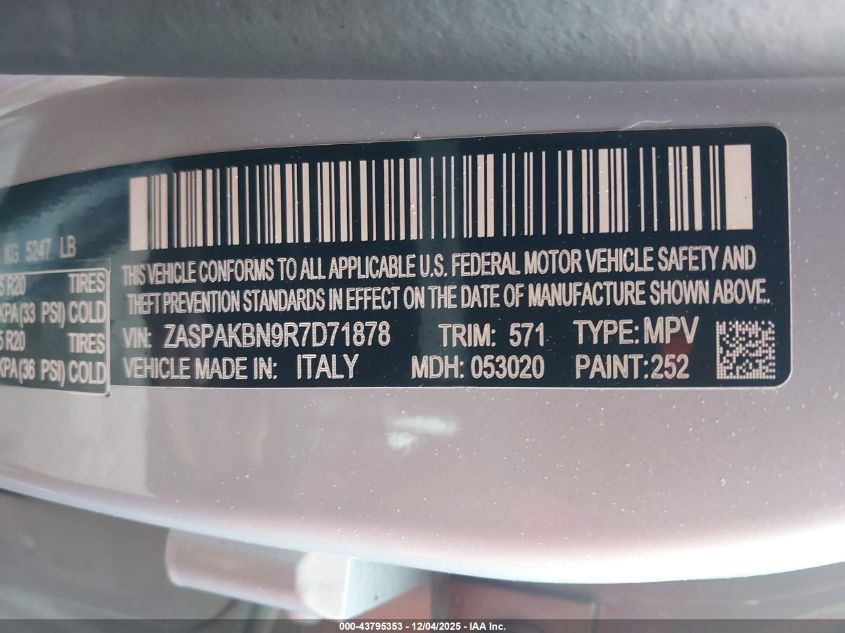 KG 5247 LB
5 R20 TIRES
KPA (33 PSI) COLD
5 R20 TIRES
KPA (36 PSI) COLD
THIS VEHICLE CONFORMS TO ALL APPLICABLE U.S. FEDERAL MOTOR VEHICLE SAFETY AND
THEFT PREVENTION STANDARDS IN EFFECT ON THE DATE OF MANUFACTURE SHOWN ABOVE.
VIN: ZASPAKBN9R7D71878 TRIM: 571 TYPE: MPV
VEHICLE MADE IN: ITALY MDH: 053020 PAINT:252
000-43795353 - 12/04/2025 - IAA Inc.